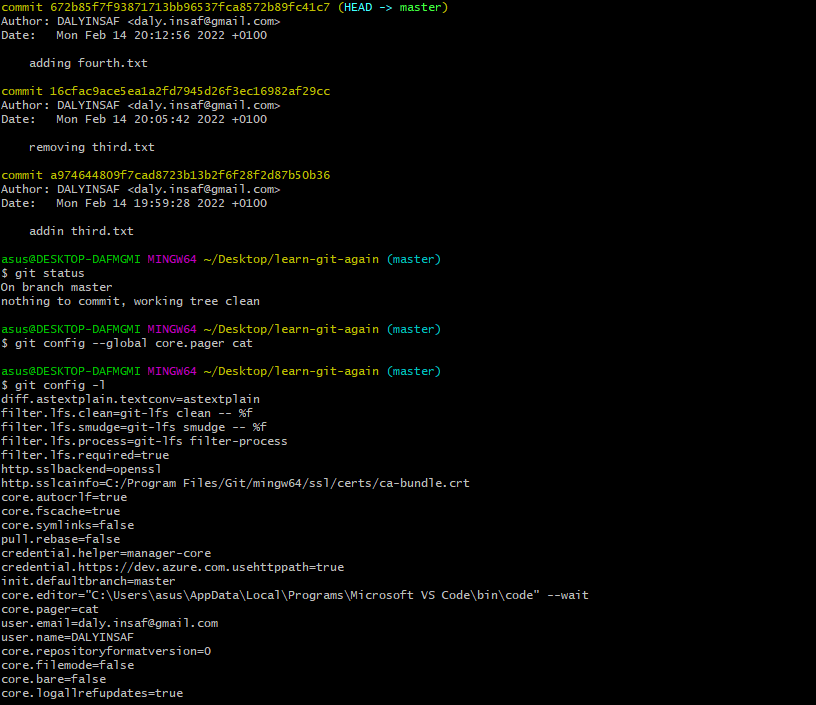 commit 672b85f7f93871713bb96537fca8572b89fc41c7 (HEAD -> master)
Author: DALYINSAF <daly.insaf@gmail.com>
Date:   Mon Feb 14 20:12:56 2022 +0100

    adding fourth.txt

commit 16cfac9ace5ea1a2fd7945d26f3ec16982af29cc
Author: DALYINSAF <daly.insaf@gmail.com>
Date:   Mon Feb 14 20:05:42 2022 +0100

    removing third.txt

commit a974644809f7cad8723b13b2f6f28f2d87b50b36
Author: DALYINSAF <daly.insaf@gmail.com>
Date:   Mon Feb 14 19:59:28 2022 +0100

    addin third.txt

asus@DESKTOP-DAFMGMI MINGW64 ~/Desktop/learn-git-again (master)
$ git status
On branch master
nothing to commit, working tree clean

asus@DESKTOP-DAFMGMI MINGW64 ~/Desktop/learn-git-again (master)
$ git config --global core.pager cat

asus@DESKTOP-DAFMGMI MINGW64 ~/Desktop/learn-git-again (master)
$ git config -l
diff.astextplain.textconv=astextplain
filter.lfs.clean=git-lfs clean -- %f
filter.lfs.smudge=git-lfs smudge -- %f
filter.lfs.process=git-lfs filter-process
filter.lfs.required=true
http.sslbackend=openssl
http.sslcainfo=C:/Program Files/Git/mingw64/ssl/certs/ca-bundle.crt
core.autocrlf=true
core.fscache=true
core.symlinks=false
pull.rebase=false
credential.helper=manager-core
credential.https://dev.azure.com.usehttppath=true
init.defaultbranch=master
core.editor="C:\Users\asus\AppData\Local\Programs\Microsoft VS Code\bin\code" --wait
core.pager=cat
user.email=daly.insaf@gmail.com
user.name=DALYINSAF
core.repositoryformatversion=0
core.filemode=false
core.bare=false
core.logallrefupdates=true